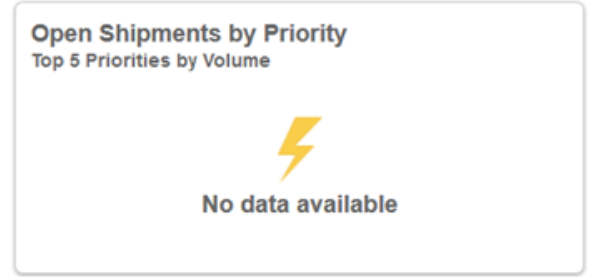 Open Shipments by Priority
Top 5 Priorities by Volume
No data available